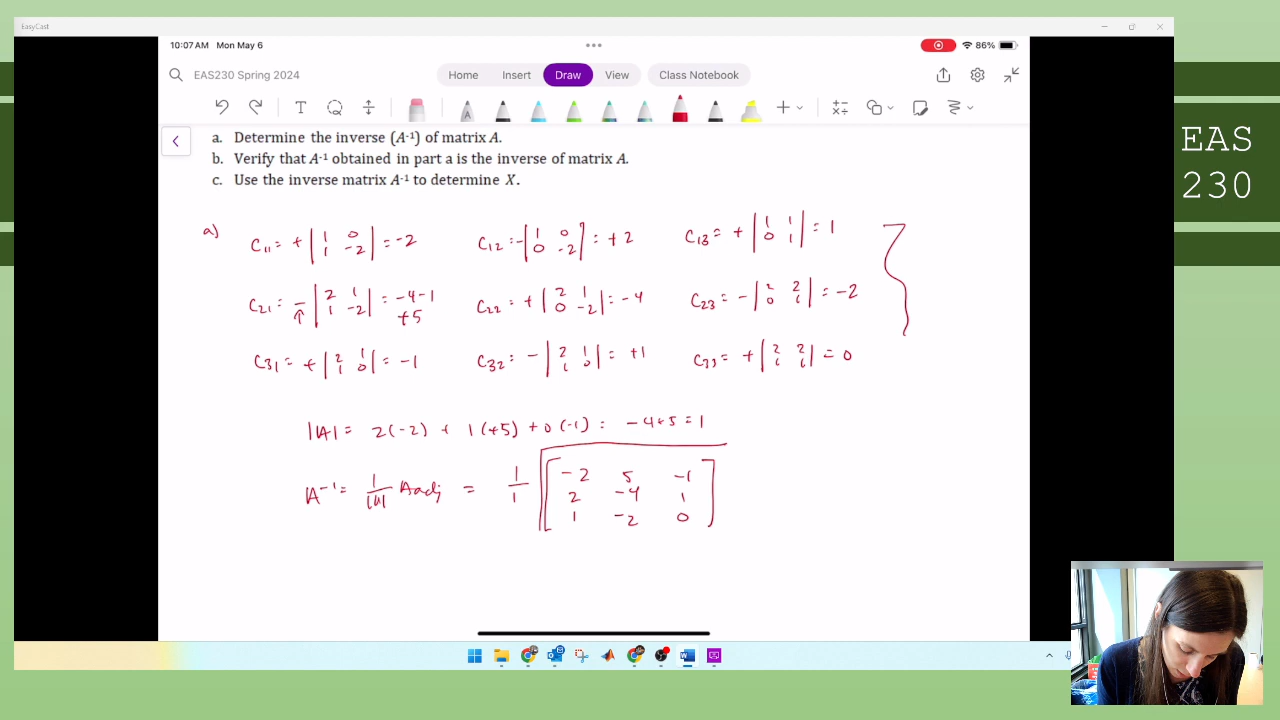 EasyCast
10:07 AM Mon May 6
86%
EAS230 Spring 2024
Home Insert Draw View Class Notebook
EAS
230
a. Determine the inverse (A⁻¹) of matrix A.
b. Verify that A⁻¹ obtained in part a is the inverse of matrix A.
c. Use the inverse matrix A⁻¹ to determine X.
a)
C11 = + |1 0; 1 -2| = -2 C12 = - |1 0; 0 -2| = +2 C13 = + |1 1; 0 1| = 1
C21 = - |2 1; 1 -2| = -4-1 +5 C22 = + |2 1; 0 -2| = -4 C23 = - |2 2; 0 1| = -2
↑
C31 = + |2 1; 1 0| = -1 C32 = - |2 1; 1 0| = +1 C33 = + |2 2; 1 1| = 0
|A| = 2(-2) + 1(+5) + 0(-1) = -4+5 = 1
A⁻¹ = 1/|A| Aadj = 1/1 [-2 5 -1
2 -4 1
1 -2 0]